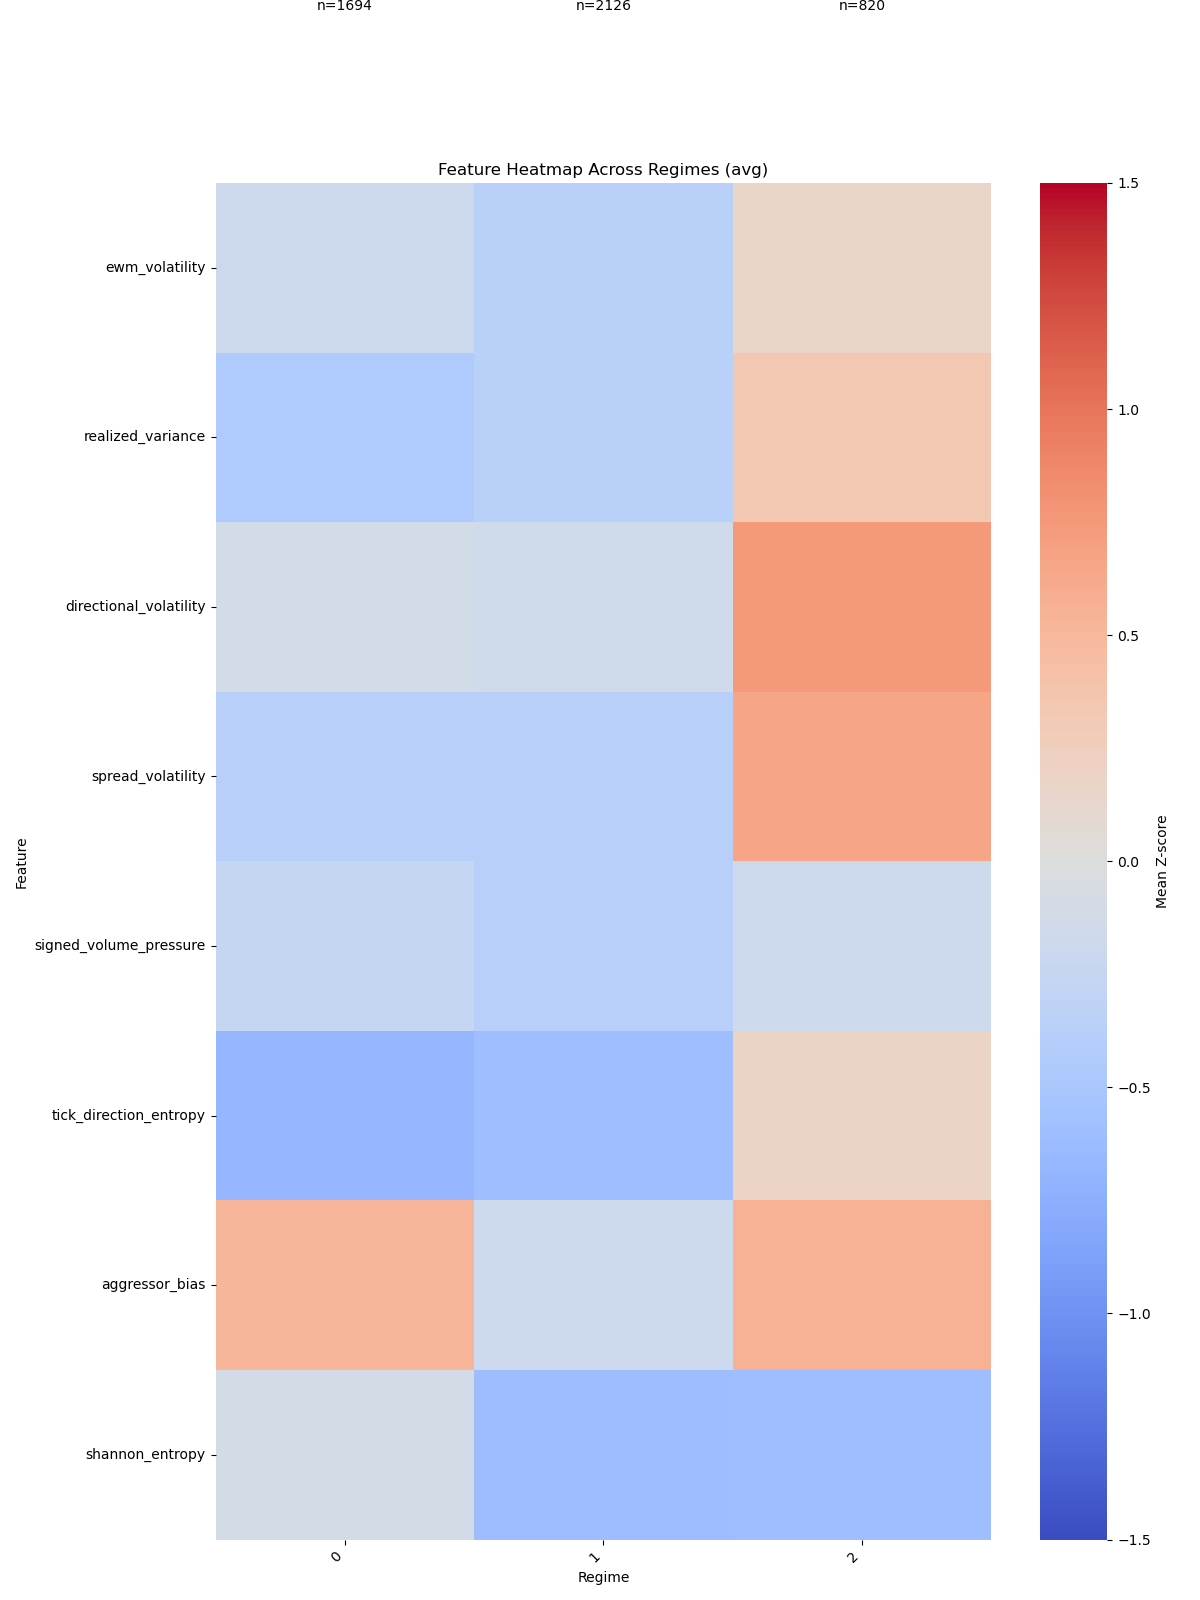 n=1694 n=2126 n=820
Feature Heatmap Across Regimes (avg)
ewm_volatility
realized_variance
directional_volatility
spread_volatility
signed_volume_pressure
tick_direction_entropy
aggressor_bias
shannon_entropy
Feature
0 1 2
Regime
1.5
1.0
0.5
0.0
−0.5
−1.0
−1.5
Mean Z-score